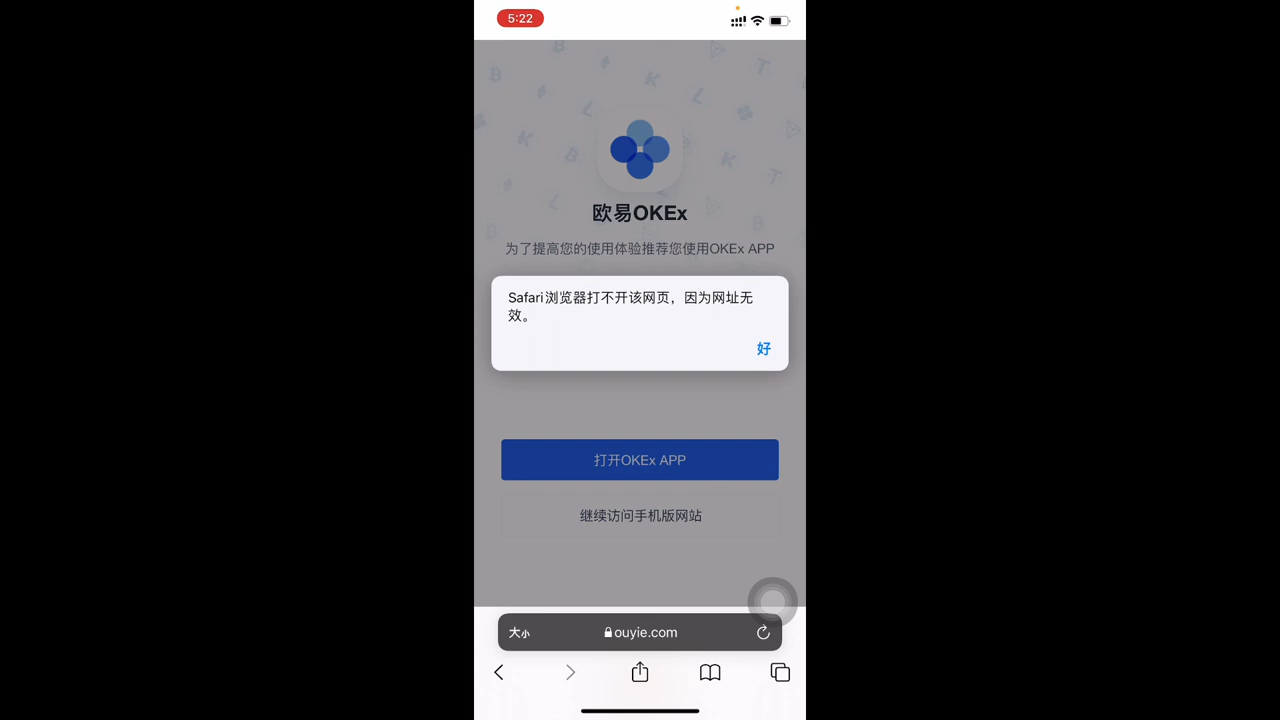 5:22
欧易OKEx
为了提高您的使用体验推荐您使用OKEx APP
Safari浏览器打不开该网页，因为网址无
效。
好
打开OKEx APP
继续访问手机版网站
大小
ouyie.com